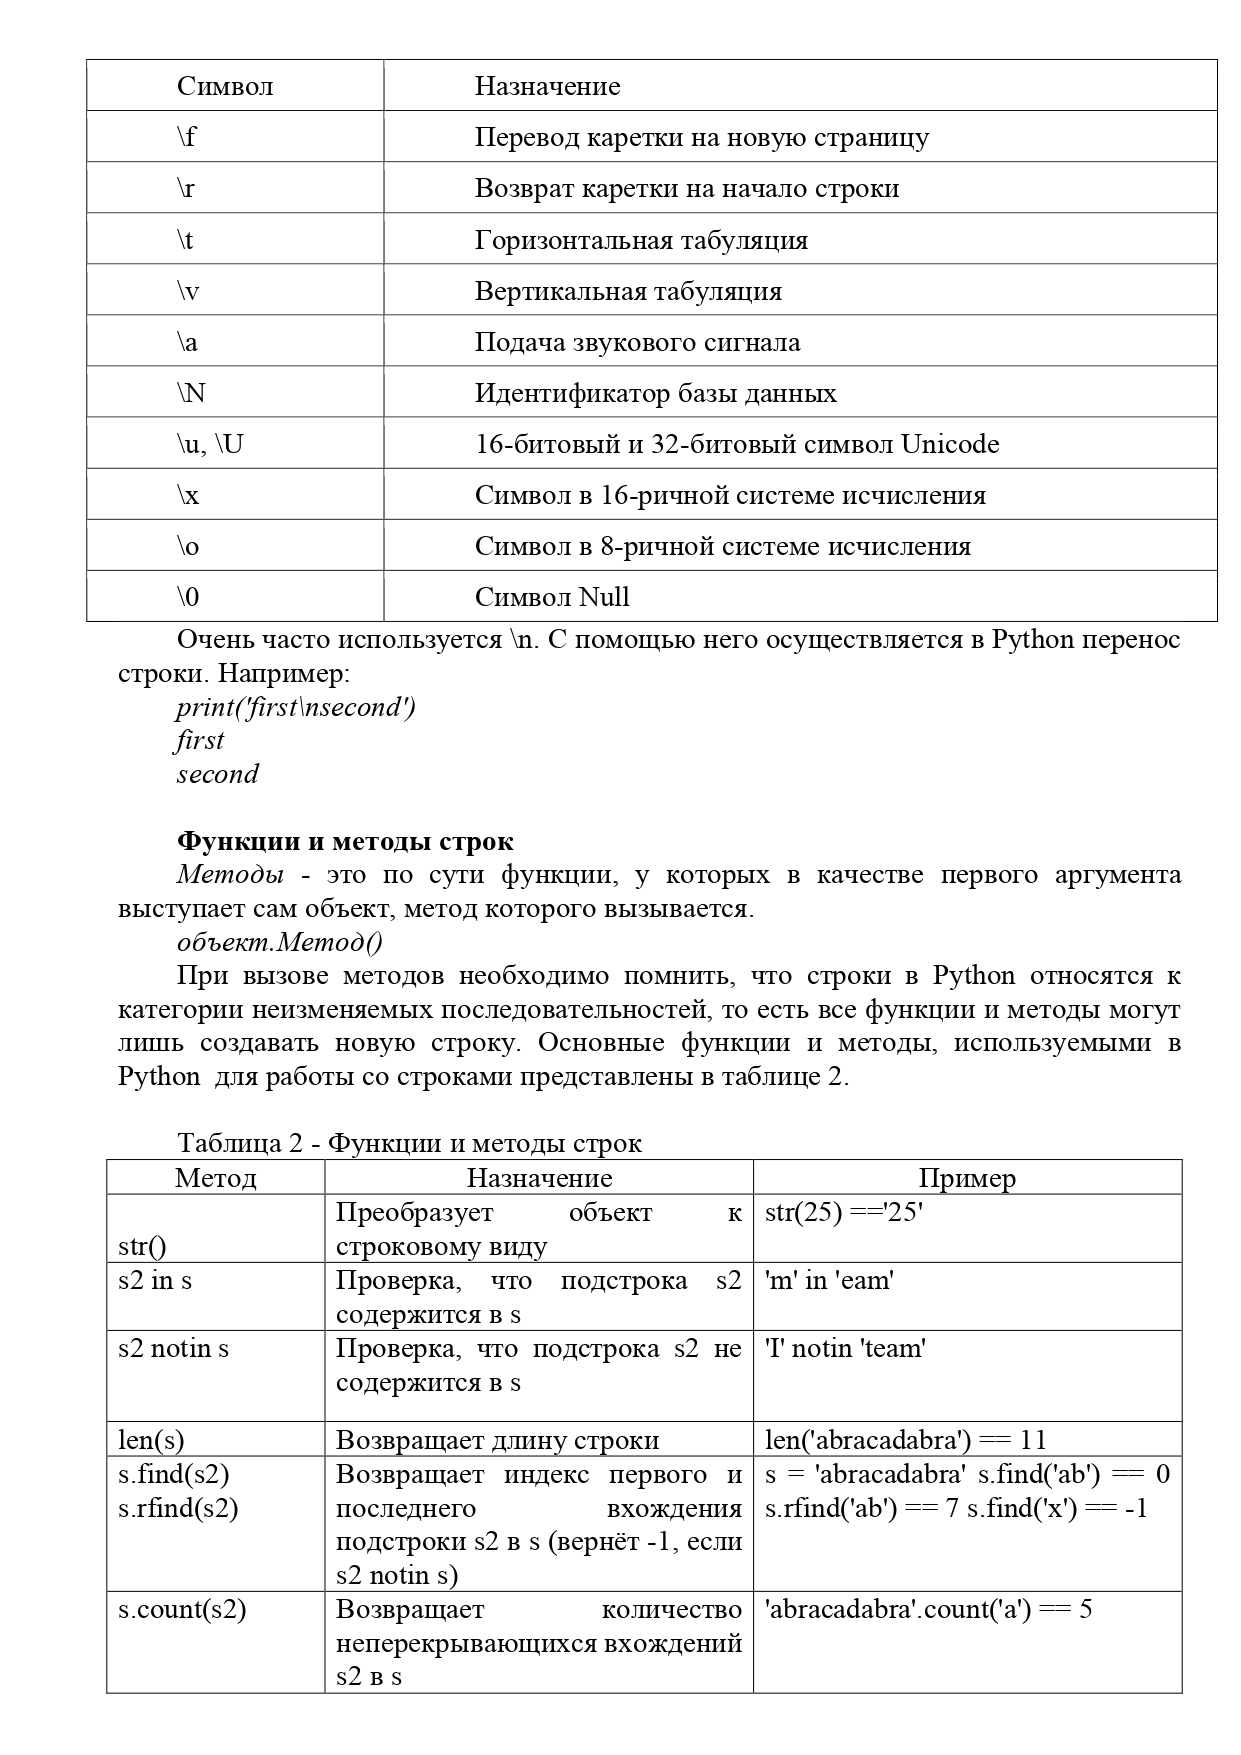 Символ Назначение
\f Перевод каретки на новую страницу
\r Возврат каретки на начало строки
\t Горизонтальная табуляция
\v Вертикальная табуляция
\a Подача звукового сигнала
\N Идентификатор базы данных
\u, \U 16-битовый и 32-битовый символ Unicode
\x Символ в 16-ричной системе исчисления
\o Символ в 8-ричной системе исчисления
\0 Символ Null
Очень часто используется \n. С помощью него осуществляется в Python перенос
строки. Например:
print('first\nsecond')
first
second
Функции и методы строк
Методы - это по сути функции, у которых в качестве первого аргумента
выступает сам объект, метод которого вызывается.
объект.Метод()
При вызове методов необходимо помнить, что строки в Python относятся к
категории неизменяемых последовательностей, то есть все функции и методы могут
лишь создавать новую строку. Основные функции и методы, используемыми в
Python для работы со строками представлены в таблице 2.
Таблица 2 - Функции и методы строк
Метод Назначение Пример
Преобразует объект к str(25) =='25'
str() строковому виду
s2 in s Проверка, что подстрока s2 'm' in 'eam'
содержится в s
s2 notin s Проверка, что подстрока s2 не 'I' notin 'team'
содержится в s
len(s) Возвращает длину строки len('abracadabra') == 11
s.find(s2) Возвращает индекс первого и s = 'abracadabra' s.find('ab') == 0
s.rfind(s2) последнего вхождения s.rfind('ab') == 7 s.find('x') == -1
подстроки s2 в s (вернёт -1, если
s2 notin s)
s.count(s2) Возвращает количество 'abracadabra'.count('a') == 5
неперекрывающихся вхождений
s2 в s